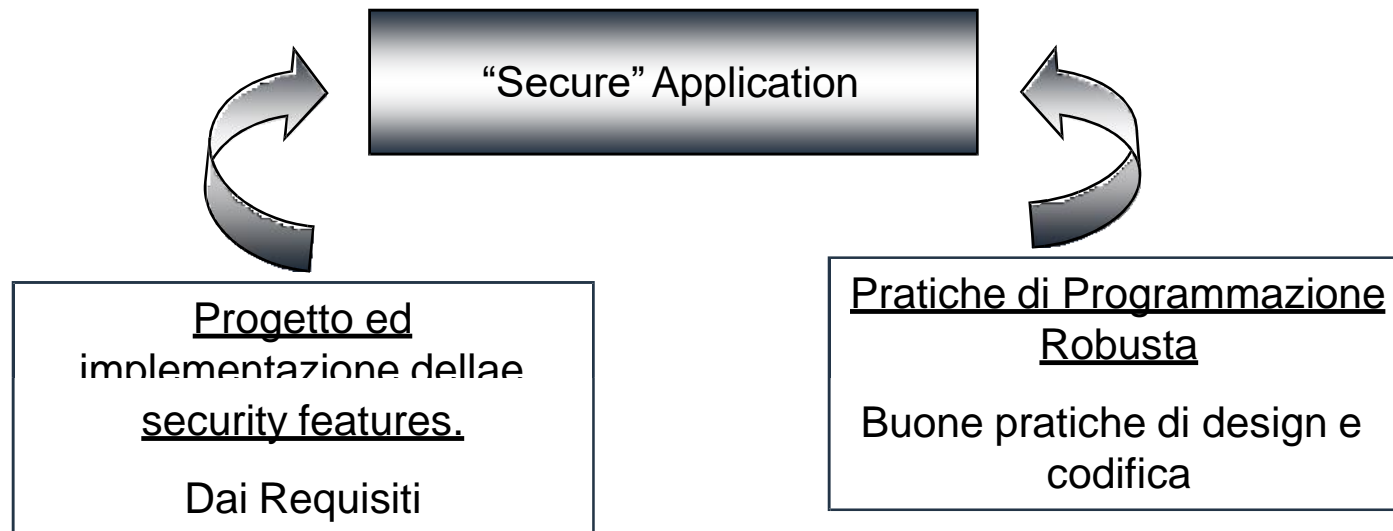 “Secure” Application
Progetto ed
implementazione dellae
security features.
Dai Requisiti
Pratiche di Programmazione
Robusta
Buone pratiche di design e
codifica